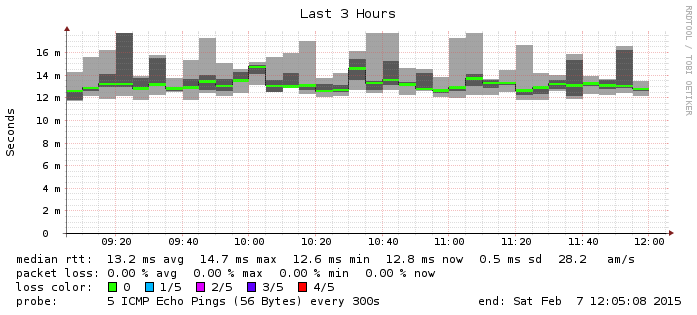 Last 3 Hours
RRDTOOL / TOBI OETIKER
Seconds
16 m
14 m
12 m
10 m
8 m
6 m
4 m
2 m
0
09:20 09:40 10:00 10:20 10:40 11:00 11:20 11:40 12:00
median rtt: 13.2 ms avg 14.7 ms max 12.6 ms min 12.8 ms now 0.5 ms sd 28.2 am/s
packet loss: 0.00 % avg 0.00 % max 0.00 % min 0.00 % now
loss color: 0 1/5 2/5 3/5 4/5
probe: 5 ICMP Echo Pings (56 Bytes) every 300s end: Sat Feb 7 12:05:08 2015